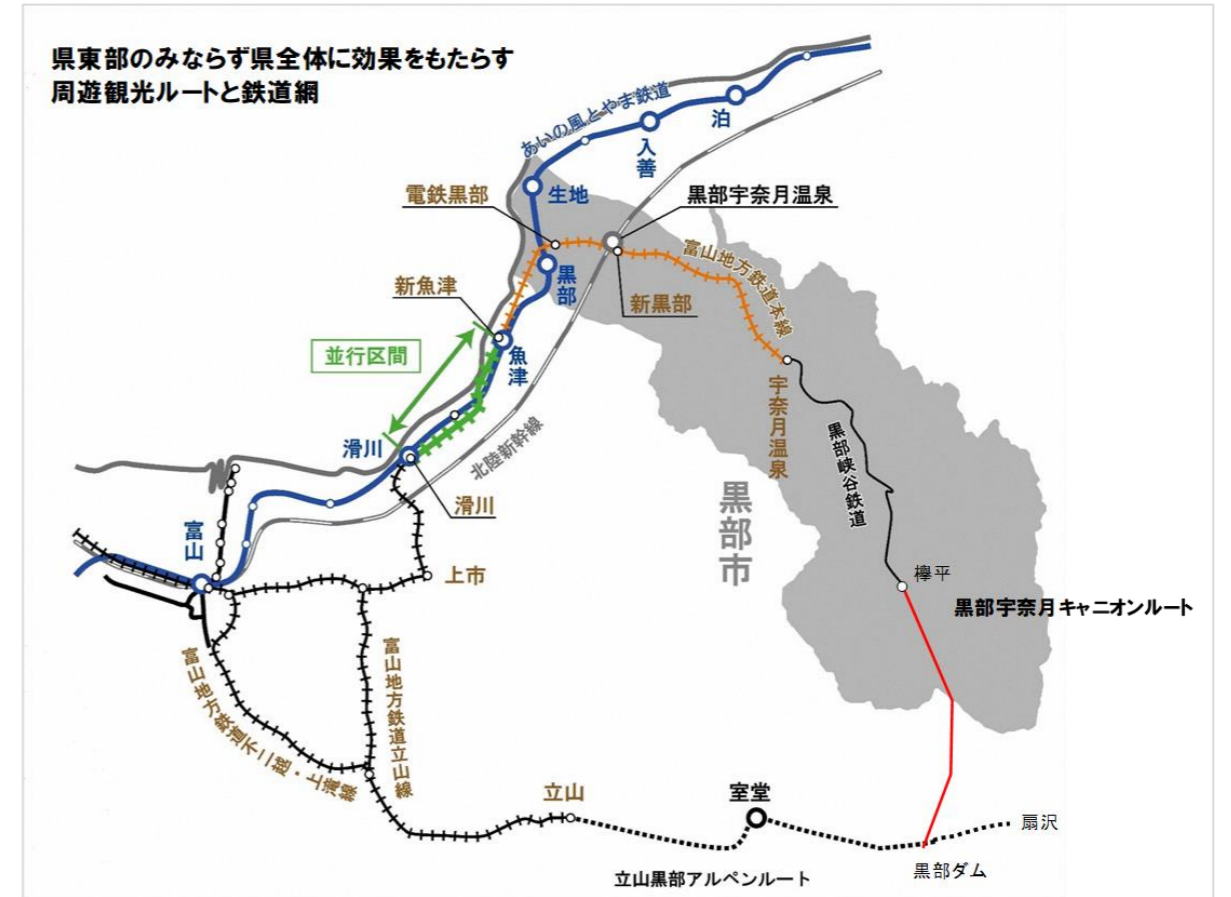 県東部のみならず県全体に効果をもたらす
周遊観光ルートと鉄道網
あいの風とやま鉄道
泊
入善
生地
電鉄黒部
黒部宇奈月温泉
富山地方鉄道本線
黒部
新魚津
新黒部
並行区間
魚津
宇奈月温泉
滑川
北陸新幹線
黒部峡谷鉄道
滑川
黒部市
富山
上市
欅平
黒部宇奈月キャニオンルート
富山地方鉄道不二越・上滝線
富山地方鉄道立山線
立山
室堂
扇沢
黒部ダム
立山黒部アルペンルート